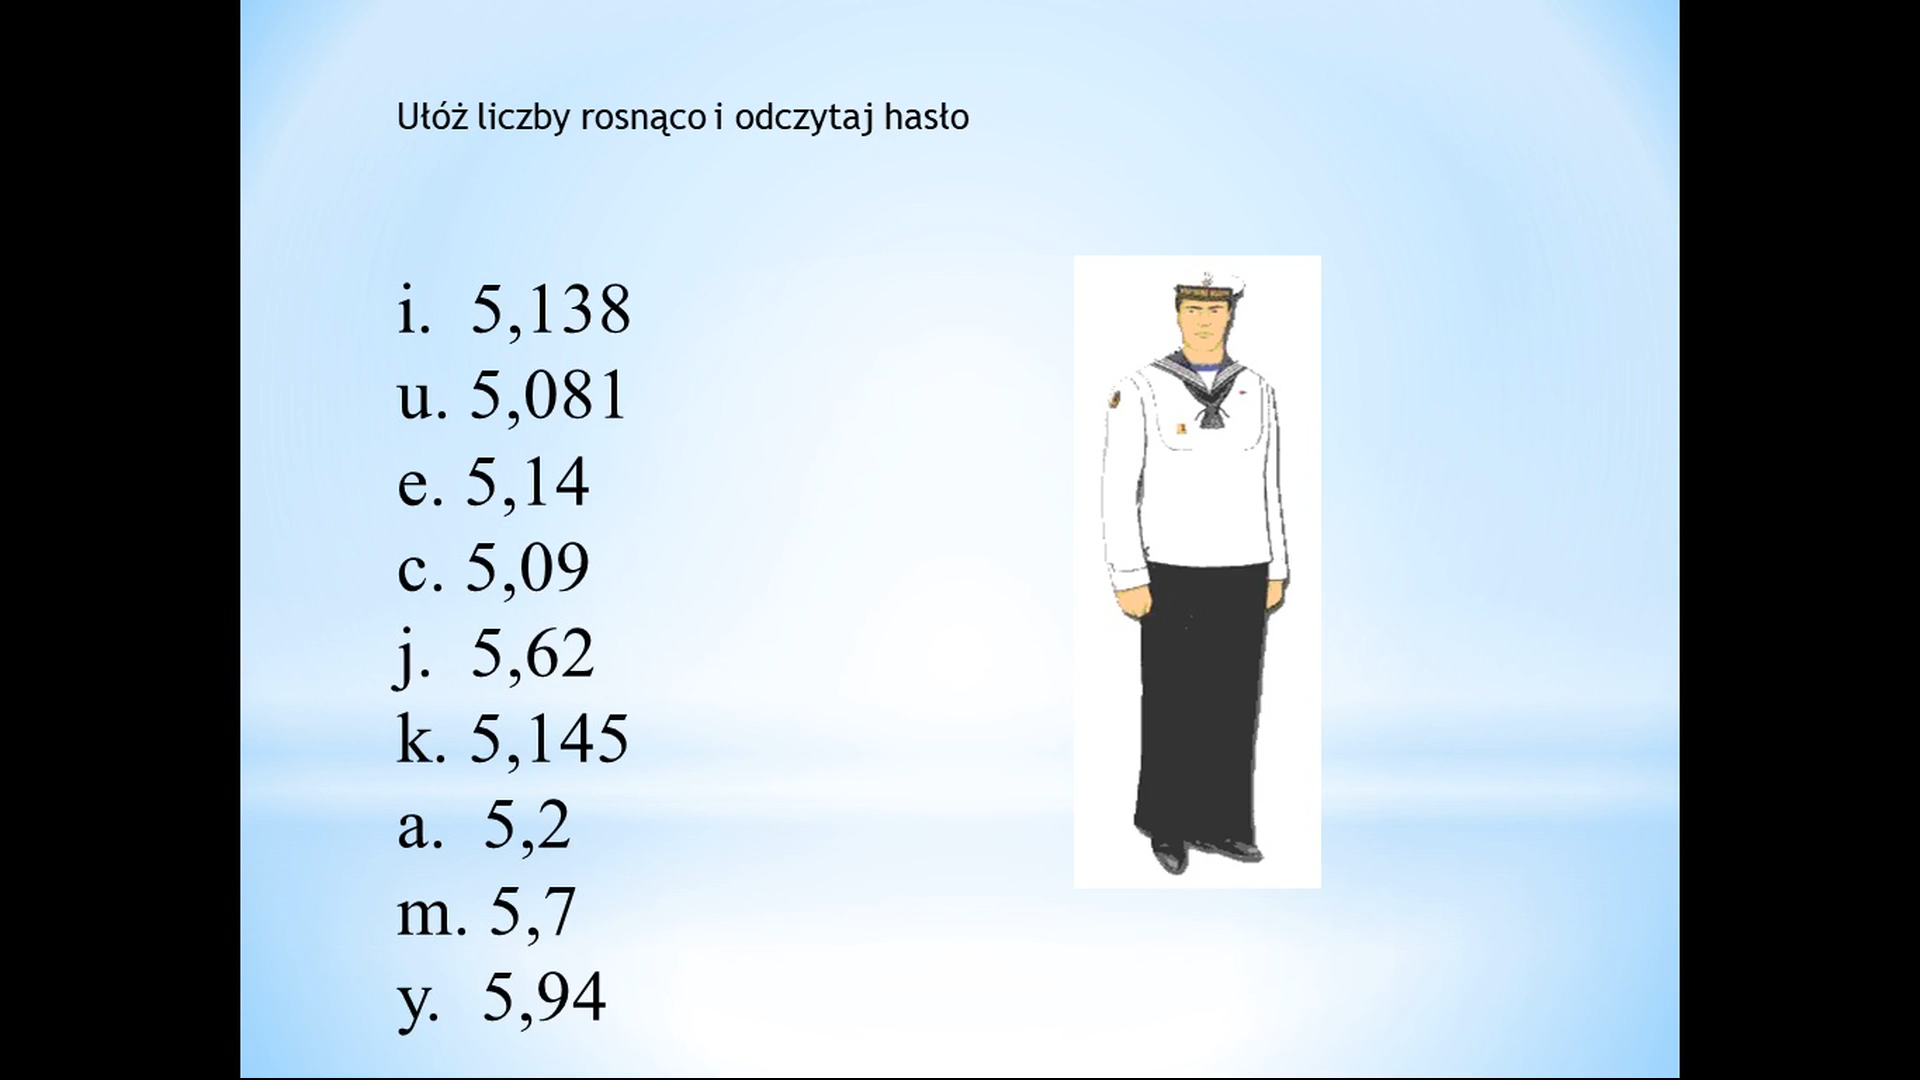 Ułóż liczby rosnąco i odczytaj hasło
i. 5,138
u. 5,081
e. 5,14
c. 5,09
j. 5,62
k. 5,145
a. 5,2
m. 5,7
y. 5,94